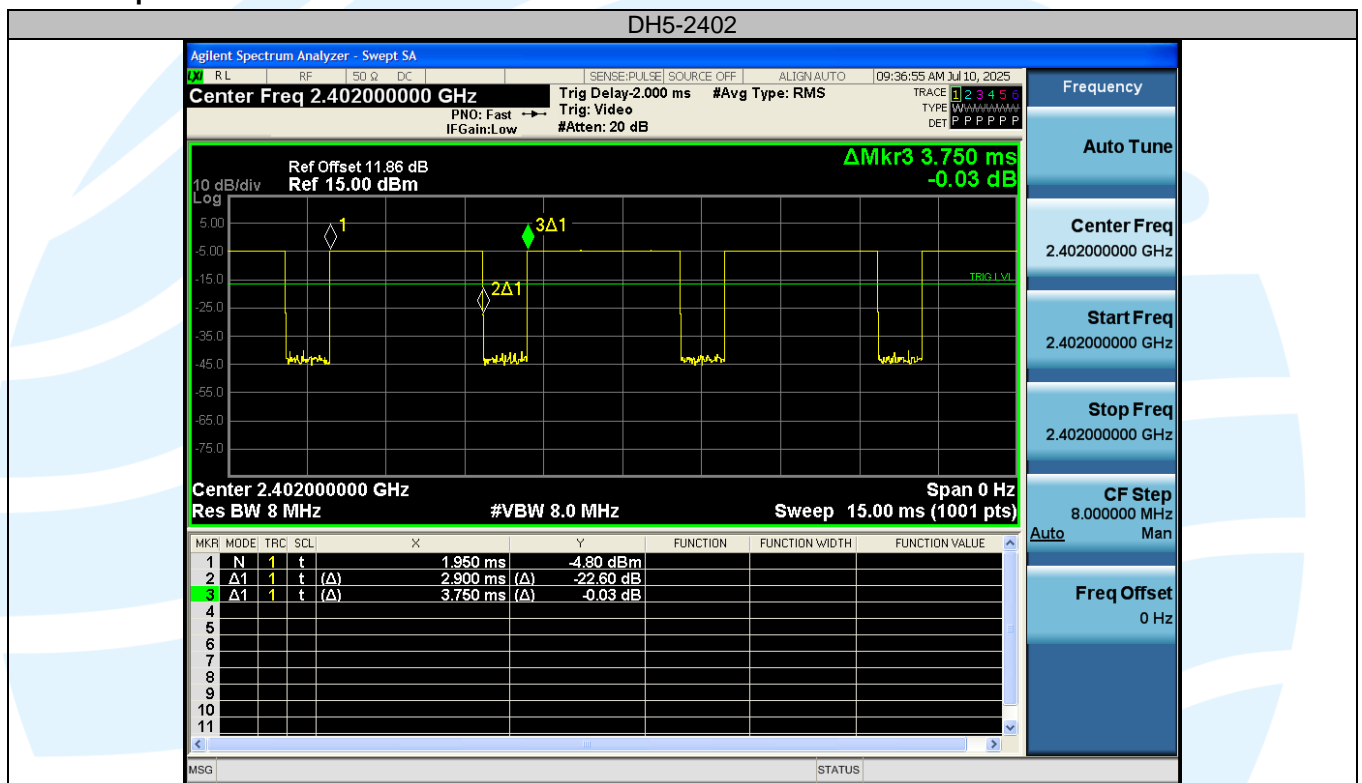 DH5-2402
Agilent Spectrum Analyzer - Swept SA
LXI RL RF 50 Ω DC SENSE:PULSE SOURCE OFF ALIGN AUTO 09:36:55 AM Jul 10, 2025
Center Freq 2.402000000 GHz
PNO: Fast
IFGain:Low
Trig Delay-2.000 ms #Avg Type: RMS
Trig: Video
#Atten: 20 dB
TRACE 1 2 3 4 5 6
TYPE WWWWWW
DET P P P P P P
ΔMkr3 3.750 ms
-0.03 dB
Ref Offset 11.86 dB
10 dB/div Ref 15.00 dBm
Log
5.00
-5.00
-15.0
-25.0
-35.0
-45.0
-55.0
-65.0
-75.0
1
3Δ1
2Δ1
TRIG LVL
Center 2.402000000 GHz Span 0 Hz
Res BW 8 MHz #VBW 8.0 MHz Sweep 15.00 ms (1001 pts)
MKR MODE TRC SCL X Y FUNCTION FUNCTION WIDTH FUNCTION VALUE
1 N 1 t 1.950 ms -4.80 dBm
2 Δ1 1 t (Δ) 2.900 ms (Δ) -22.60 dB
3 Δ1 1 t (Δ) 3.750 ms (Δ) -0.03 dB
4
5
6
7
8
9
10
11
MSG STATUS
Frequency
Auto Tune
Center Freq
2.402000000 GHz
Start Freq
2.402000000 GHz
Stop Freq
2.402000000 GHz
CF Step
8.000000 MHz
Auto Man
Freq Offset
0 Hz